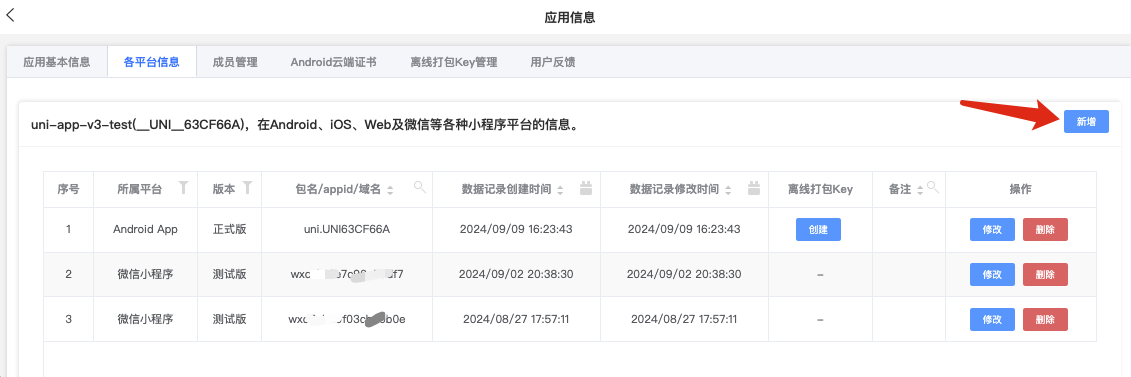 应用信息
应用基本信息 各平台信息 成员管理 Android云端证书 离线打包Key管理 用户反馈
uni-app-v3-test(__UNI__63CF66A)，在Android、iOS、Web及微信等各种小程序平台的信息。 新增
序号 所属平台 版本 包名/appid/域名 数据记录创建时间 数据记录修改时间 离线打包Key 备注 操作
1 Android App 正式版 uni.UNI63CF66A 2024/09/09 16:23:43 2024/09/09 16:23:43 创建 修改 删除
2 微信小程序 测试版 2024/09/02 20:38:30 2024/09/02 20:38:30 – 修改 删除
3 微信小程序 测试版 2024/08/27 17:57:11 2024/08/27 17:57:11 – 修改 删除